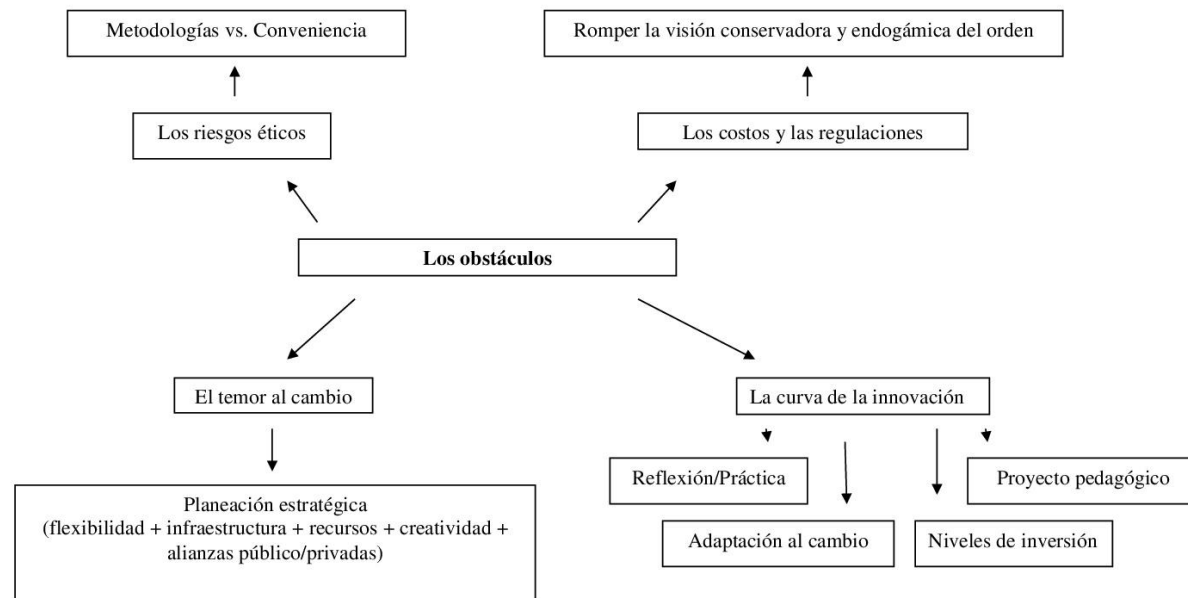 Metodologías vs. Conveniencia
Romper la visión conservadora y endogámica del orden
Los riesgos éticos
Los costos y las regulaciones
Los obstáculos
El temor al cambio
La curva de la innovación
Reflexión/Práctica
Proyecto pedagógico
Planeación estratégica
(flexibilidad + infraestructura + recursos + creatividad +
alianzas público/privadas)
Adaptación al cambio
Niveles de inversión